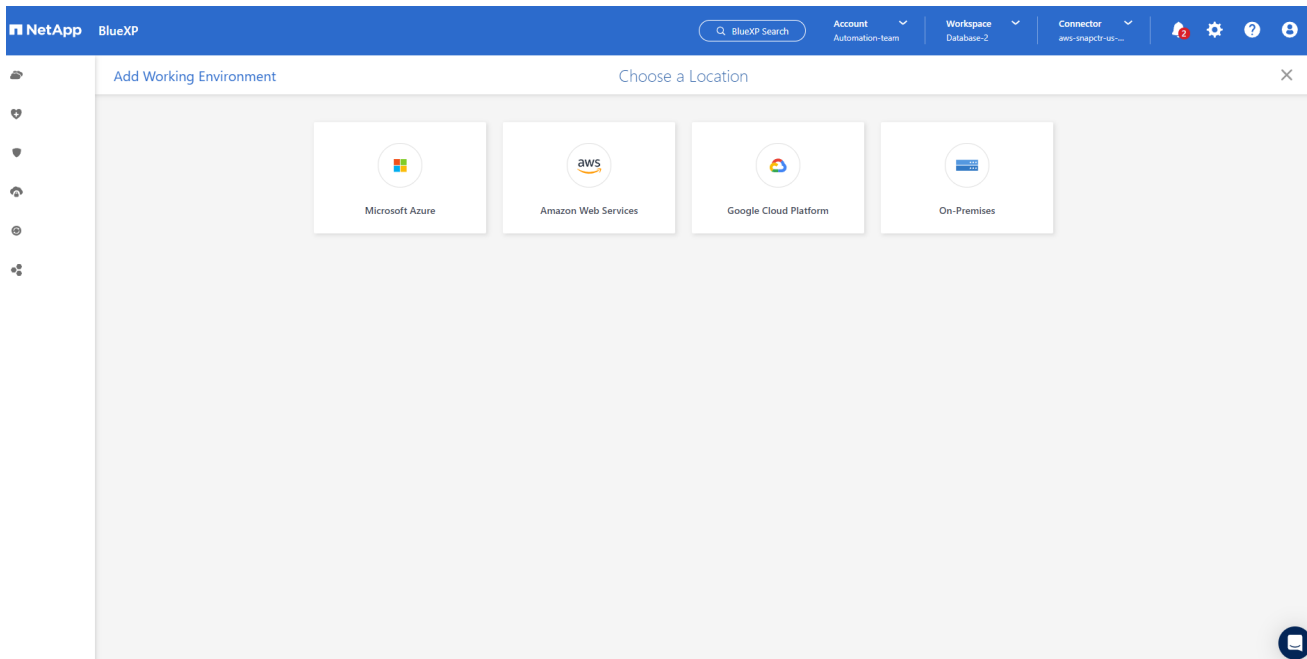 NetApp BlueXP
BlueXP Search
Account
Automation-team
Workspace
Database-2
Connector
aws-snapctr-us-...
2
Add Working Environment
Choose a Location
aws
Microsoft Azure
Amazon Web Services
Google Cloud Platform
On-Premises